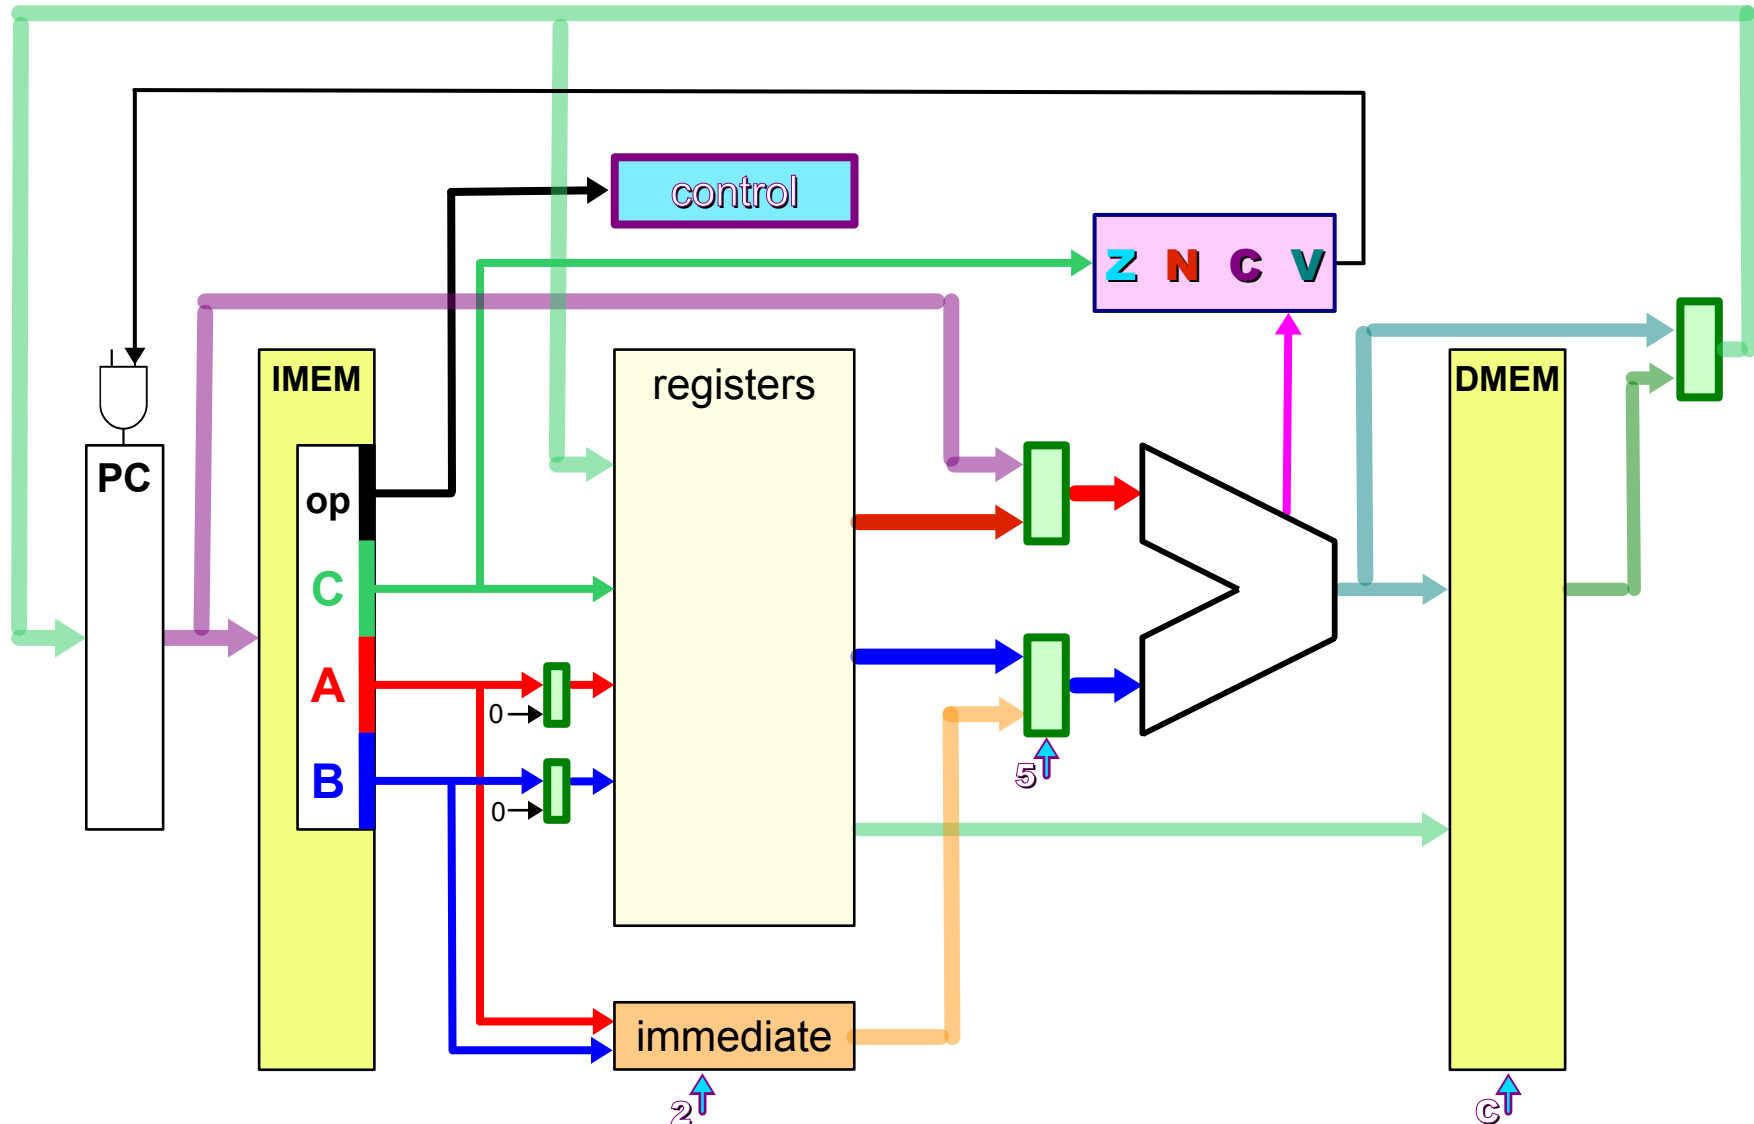 control
Z N C V
IMEM
registers
DMEM
PC
op
C
A
0
B
0
5
immediate
2
C